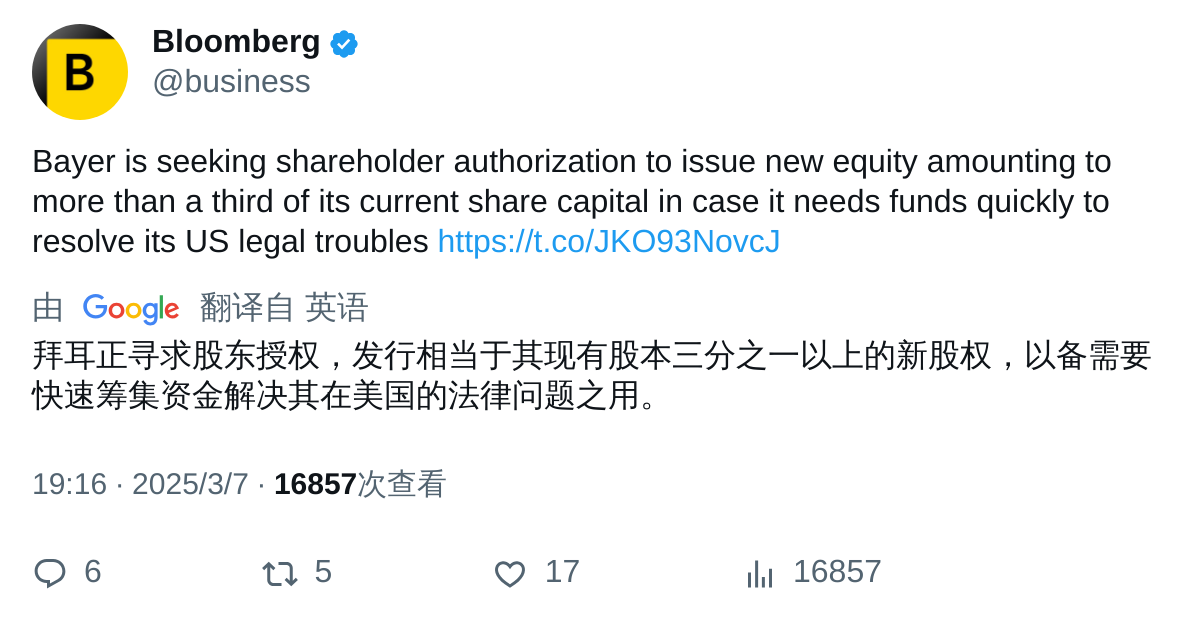 B
Bloomberg
@business
Bayer is seeking shareholder authorization to issue new equity amounting to
more than a third of its current share capital in case it needs funds quickly to
resolve its US legal troubles https://t.co/JKO93NovcJ
由 Google 翻译自 英语
拜耳正寻求股东授权，发行相当于其现有股本三分之一以上的新股权，以备需要
快速筹集资金解决其在美国的法律问题之用。
19:16 · 2025/3/7 · 16857次查看
6 5 17 16857